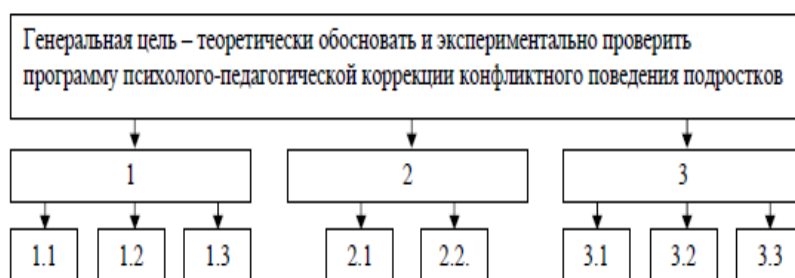 Генеральная цель – теоретически обосновать и экспериментально проверить
программу психолого-педагогической коррекции конфликтного поведения подростков
1 2 3
1.1 1.2 1.3 2.1 2.2. 3.1 3.2 3.3